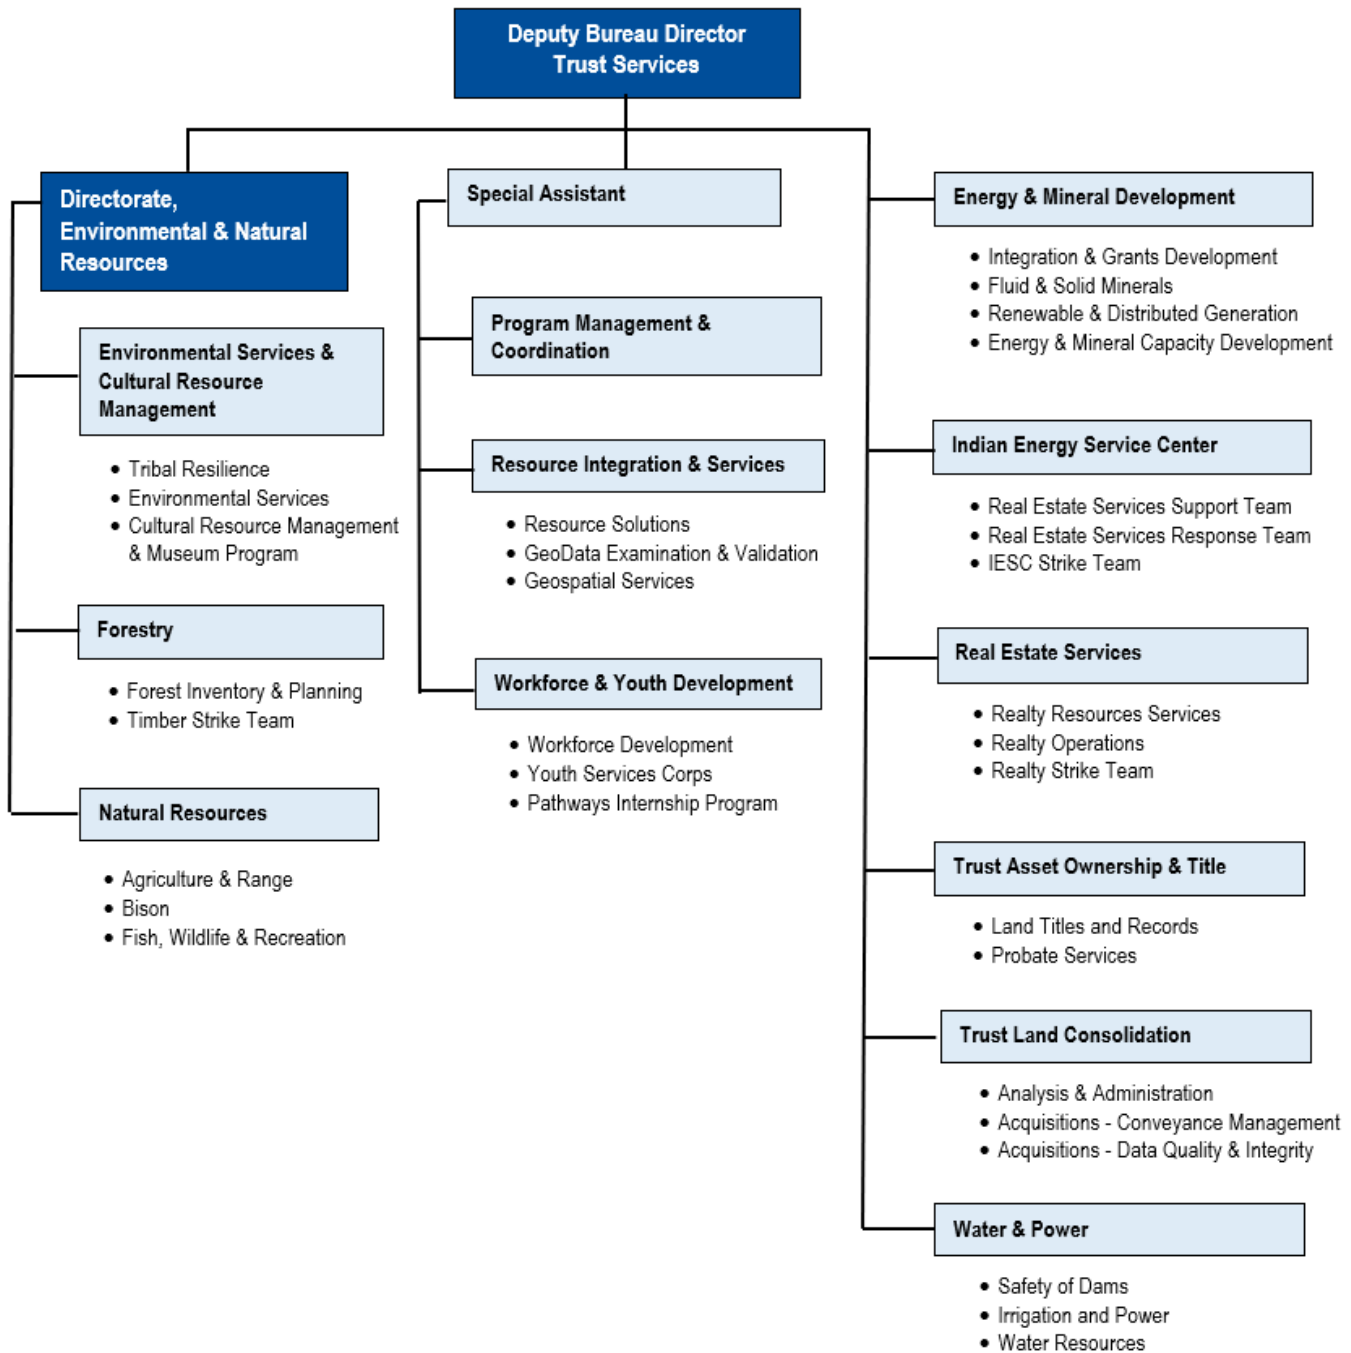 Deputy Bureau Director
Trust Services
Directorate,
Environmental & Natural
Resources
Environmental Services &
Cultural Resource
Management
• Tribal Resilience
• Environmental Services
• Cultural Resource Management
& Museum Program
Forestry
• Forest Inventory & Planning
• Timber Strike Team
Natural Resources
• Agriculture & Range
• Bison
• Fish, Wildlife & Recreation
Special Assistant
Program Management &
Coordination
Resource Integration & Services
• Resource Solutions
• GeoData Examination & Validation
• Geospatial Services
Workforce & Youth Development
• Workforce Development
• Youth Services Corps
• Pathways Internship Program
Energy & Mineral Development
• Integration & Grants Development
• Fluid & Solid Minerals
• Renewable & Distributed Generation
• Energy & Mineral Capacity Development
Indian Energy Service Center
• Real Estate Services Support Team
• Real Estate Services Response Team
• IESC Strike Team
Real Estate Services
• Realty Resources Services
• Realty Operations
• Realty Strike Team
Trust Asset Ownership & Title
• Land Titles and Records
• Probate Services
Trust Land Consolidation
• Analysis & Administration
• Acquisitions - Conveyance Management
• Acquisitions - Data Quality & Integrity
Water & Power
• Safety of Dams
• Irrigation and Power
• Water Resources